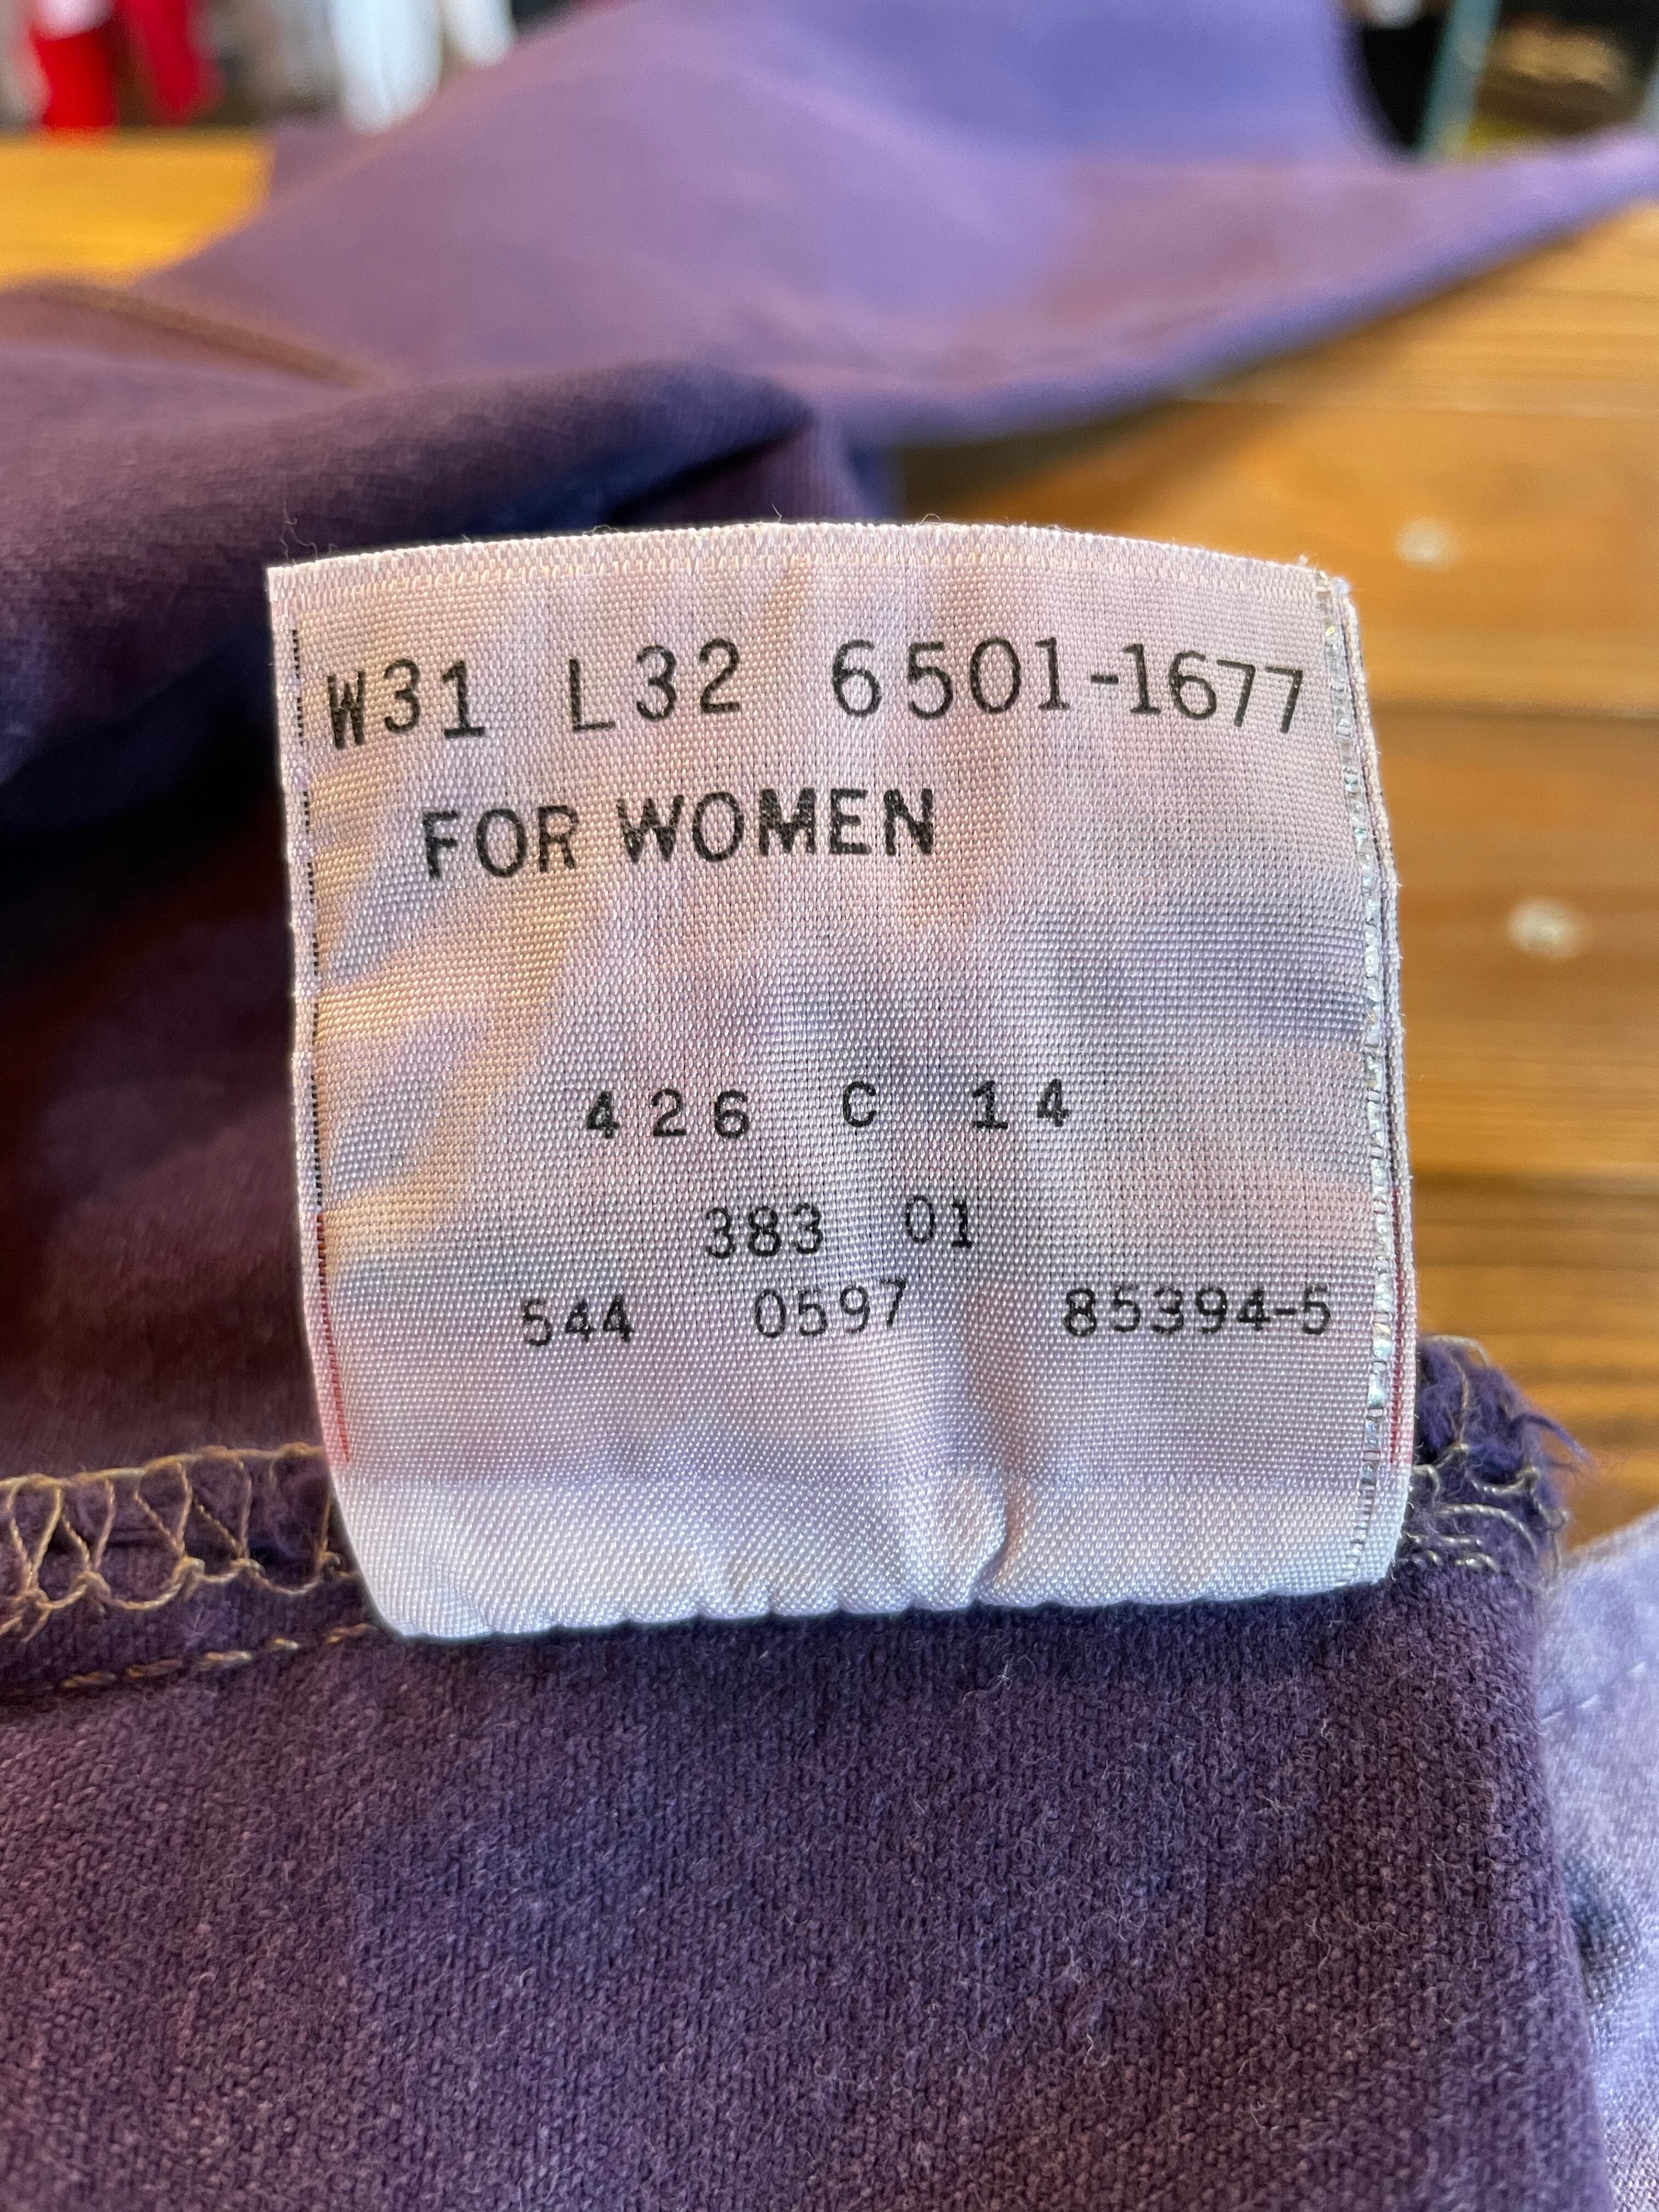 W31 L32 6501-1677
FOR WOMEN
426 C 14
383 01
544 0597 85394-5